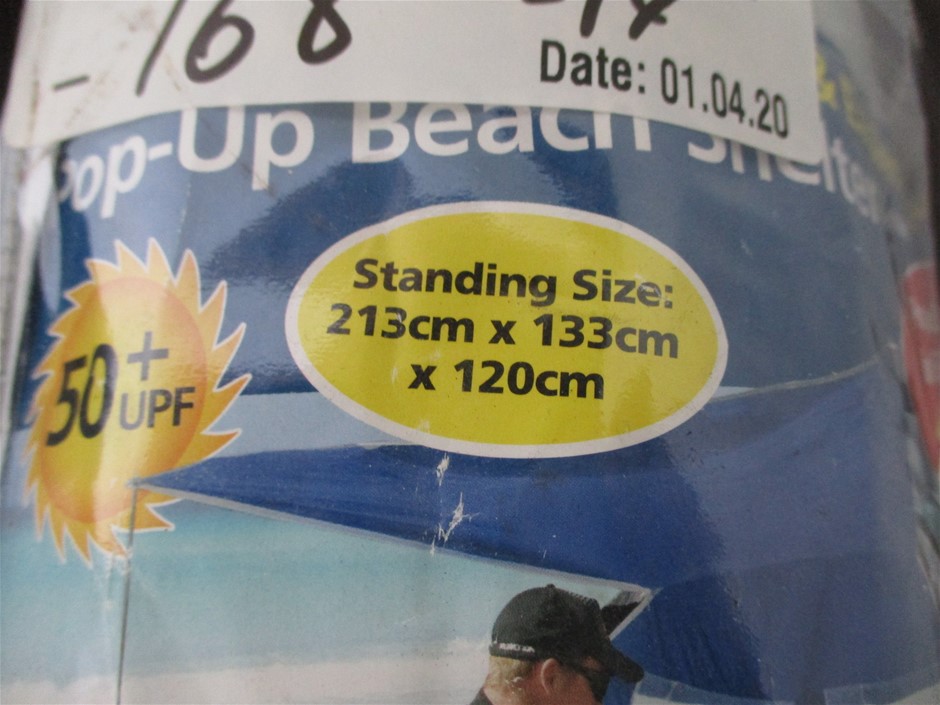 - 168
Date: 01.04.20
Pop-Up Beach Shelter
Standing Size:
213cm x 133cm
x 120cm
50+
UPF